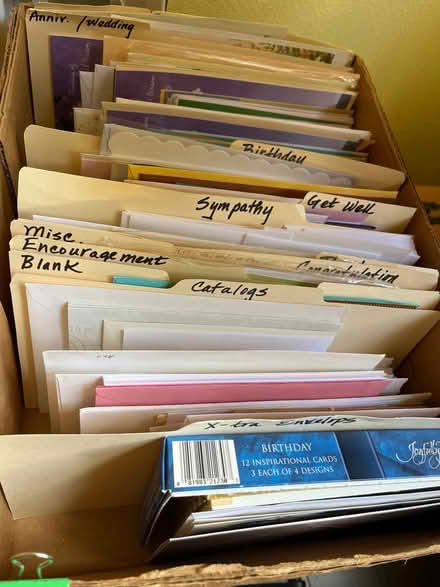 Anniv. / Wedding
Birthday
Get Well
Sympathy
Misc.
Encouragement
Congratulation
Blank
Catalogs
X-tra Envelops
BIRTHDAY
12 INSPIRATIONAL CARDS
3 EACH OF 4 DESIGNS